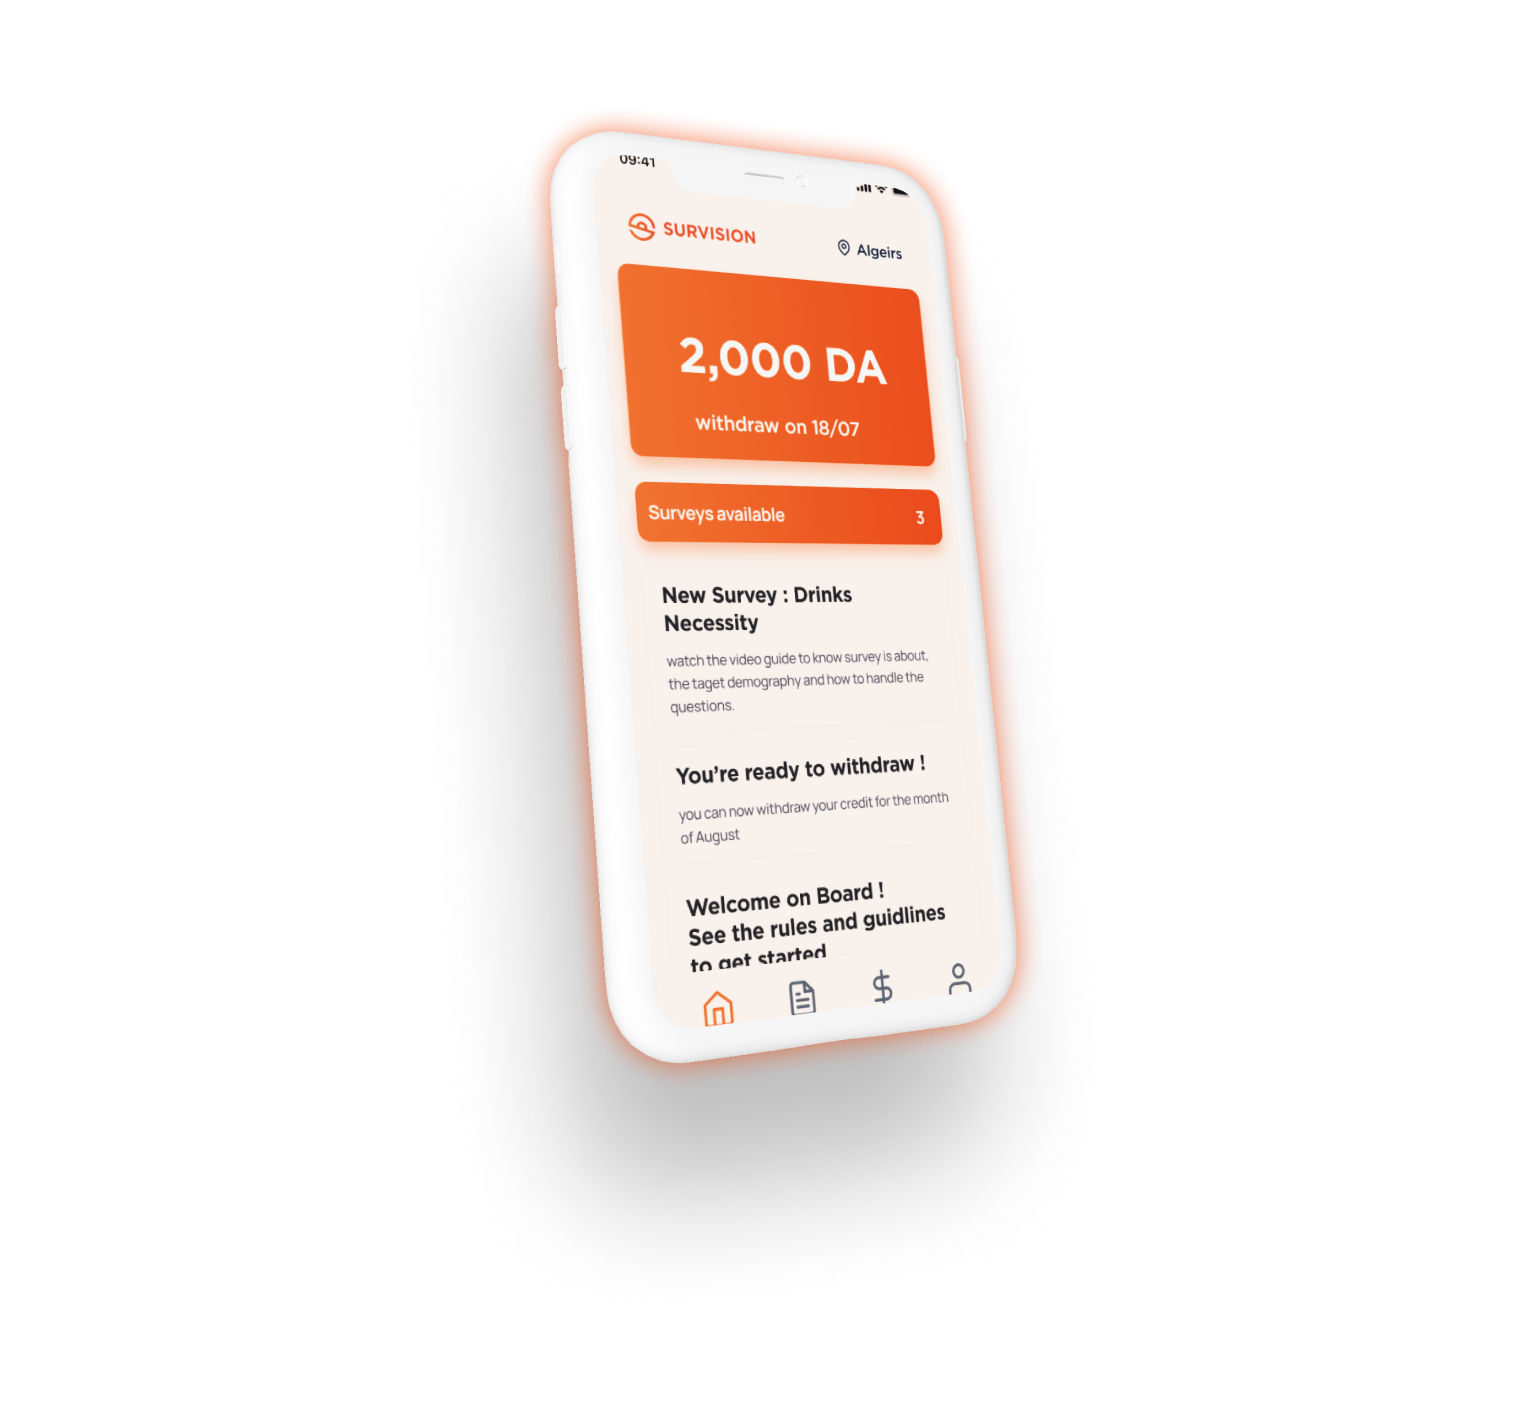 09:41
SURVISION
Algeirs
2,000 DA
withdraw on 18/07
Surveys available 3
New Survey : Drinks
Necessity
watch the video guide to know survey is about,
the taget demography and how to handle the
questions.
You're ready to withdraw !
you can now withdraw your credit for the month
of August
Welcome on Board !
See the rules and guidlines
to get started